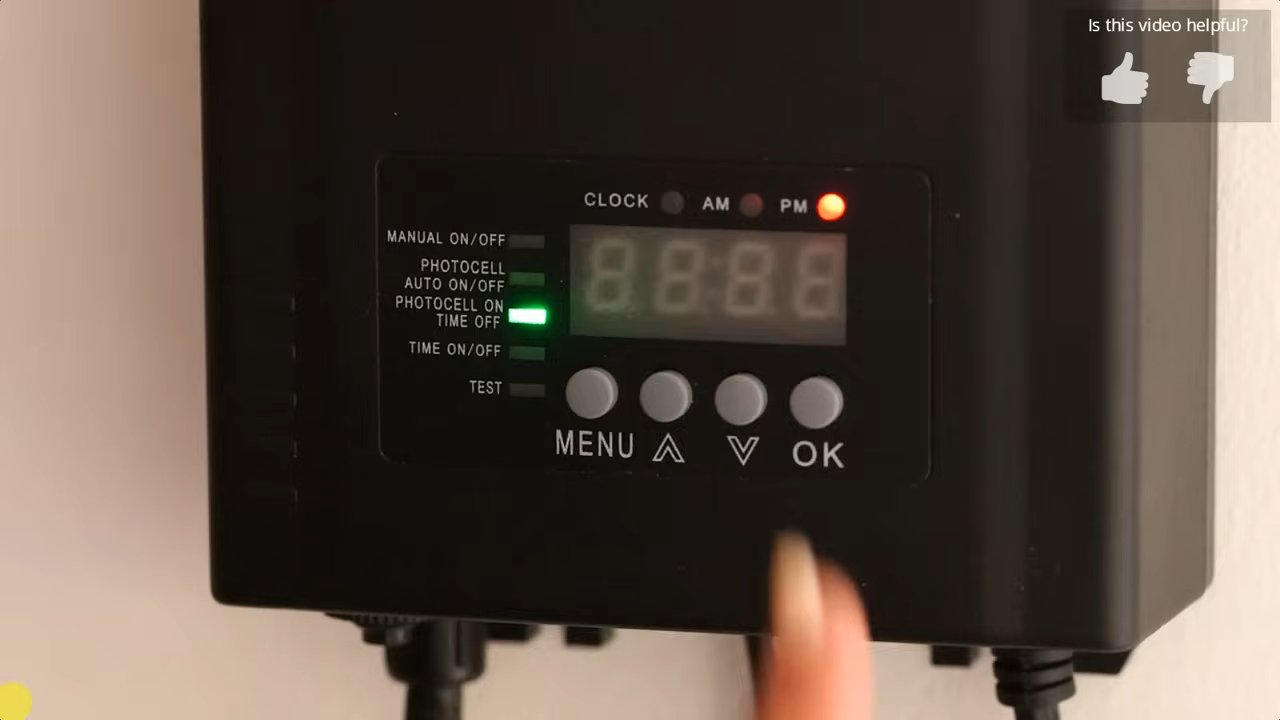 Is this video helpful?
CLOCK AM PM
MANUAL ON/OFF
PHOTOCELL
AUTO ON/OFF
PHOTOCELL ON
TIME OFF
TIME ON/OFF
TEST
MENU OK